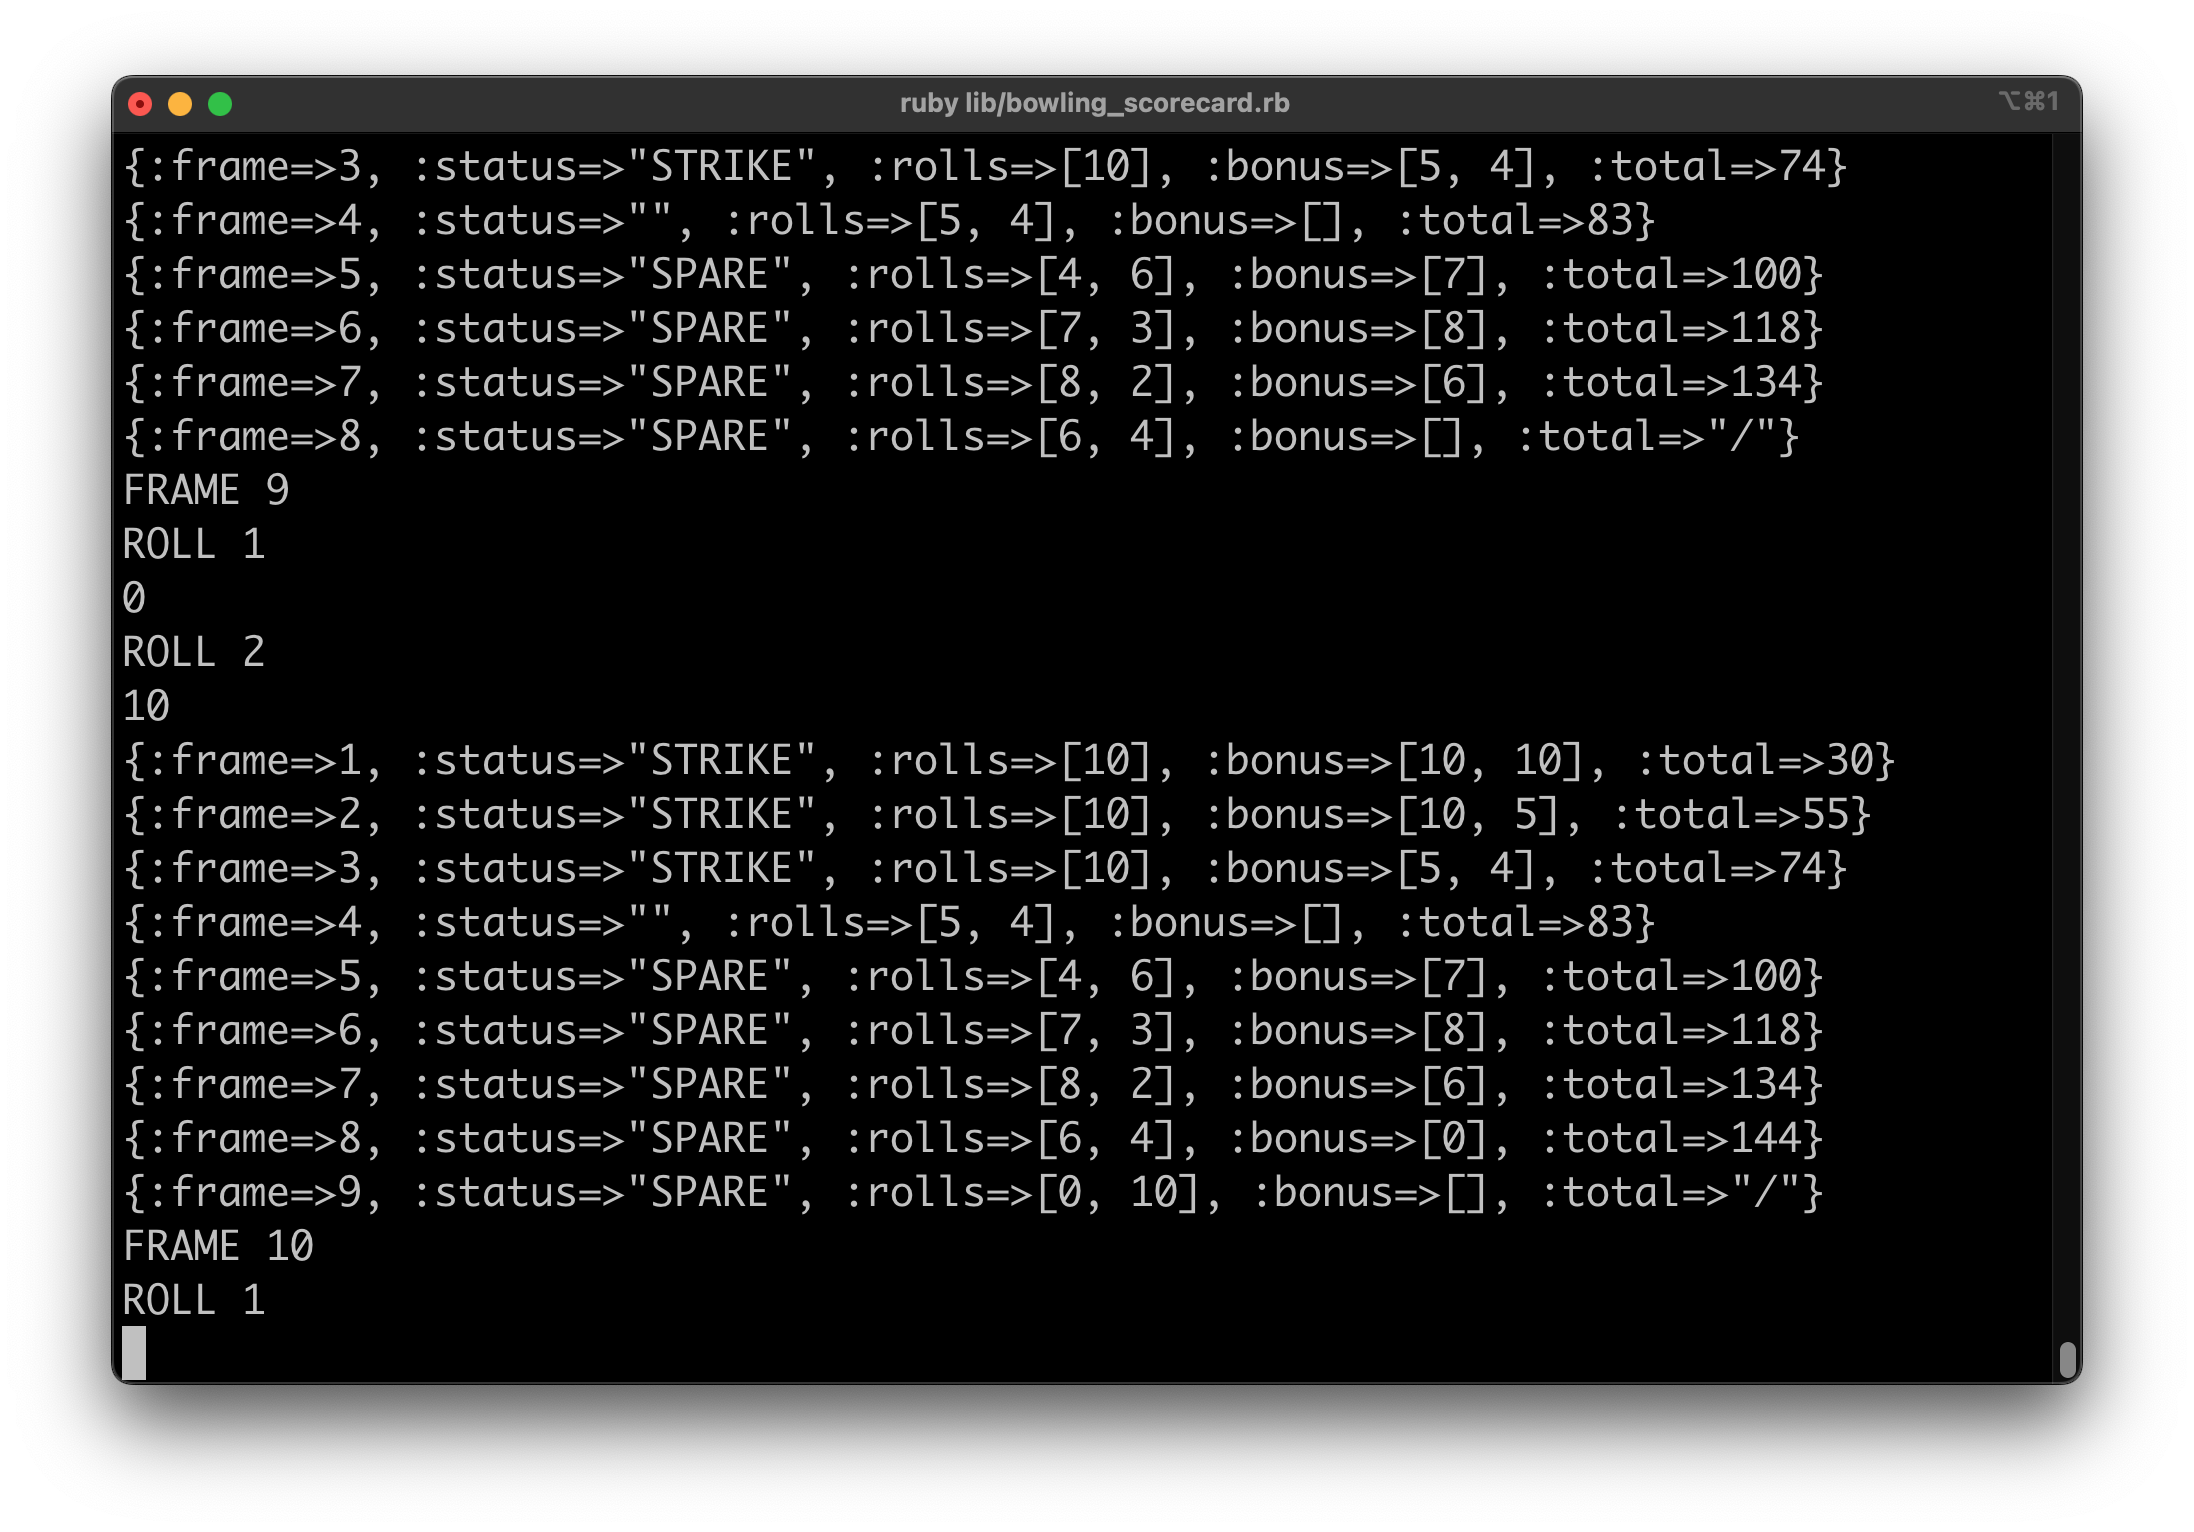 ruby lib/bowling_scorecard.rb
⌥⌘1
{:frame=>3, :status=>"STRIKE", :rolls=>[10], :bonus=>[5, 4], :total=>74}
{:frame=>4, :status=>"", :rolls=>[5, 4], :bonus=>[], :total=>83}
{:frame=>5, :status=>"SPARE", :rolls=>[4, 6], :bonus=>[7], :total=>100}
{:frame=>6, :status=>"SPARE", :rolls=>[7, 3], :bonus=>[8], :total=>118}
{:frame=>7, :status=>"SPARE", :rolls=>[8, 2], :bonus=>[6], :total=>134}
{:frame=>8, :status=>"SPARE", :rolls=>[6, 4], :bonus=>[], :total=>"/"}
FRAME 9
ROLL 1
0
ROLL 2
10
{:frame=>1, :status=>"STRIKE", :rolls=>[10], :bonus=>[10, 10], :total=>30}
{:frame=>2, :status=>"STRIKE", :rolls=>[10], :bonus=>[10, 5], :total=>55}
{:frame=>3, :status=>"STRIKE", :rolls=>[10], :bonus=>[5, 4], :total=>74}
{:frame=>4, :status=>"", :rolls=>[5, 4], :bonus=>[], :total=>83}
{:frame=>5, :status=>"SPARE", :rolls=>[4, 6], :bonus=>[7], :total=>100}
{:frame=>6, :status=>"SPARE", :rolls=>[7, 3], :bonus=>[8], :total=>118}
{:frame=>7, :status=>"SPARE", :rolls=>[8, 2], :bonus=>[6], :total=>134}
{:frame=>8, :status=>"SPARE", :rolls=>[6, 4], :bonus=>[0], :total=>144}
{:frame=>9, :status=>"SPARE", :rolls=>[0, 10], :bonus=>[], :total=>"/"}
FRAME 10
ROLL 1